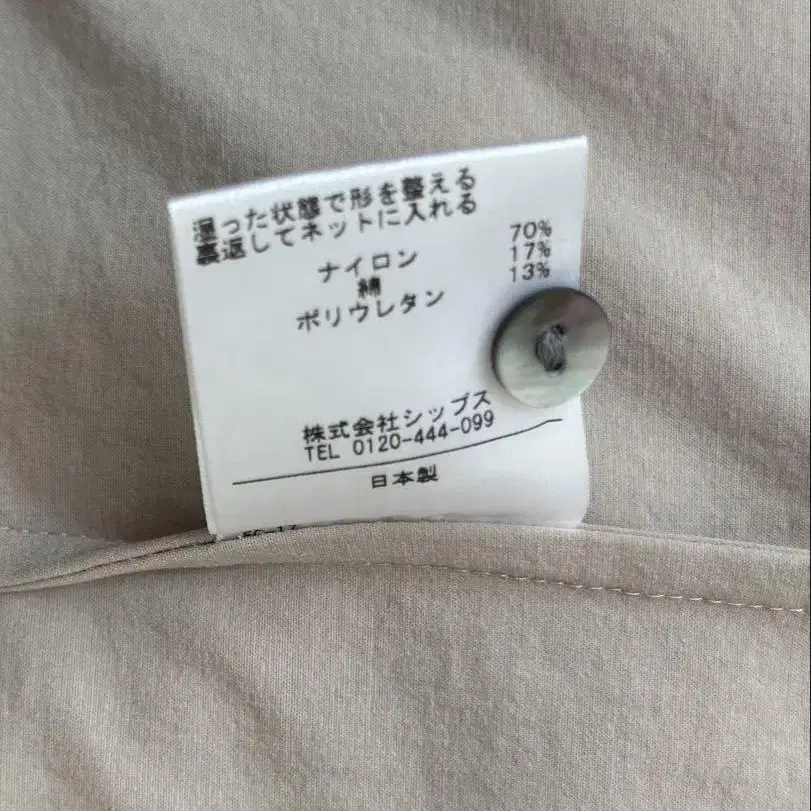 湿った状態で形を整える
裏返してネットに入れる
ナイロン 70%
綿 17%
ポリウレタン 13%
株式会社シップス
TEL 0120-444-099
日本製